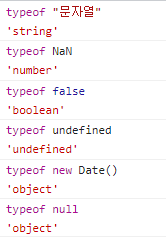 typeof "문자열"
'string'
typeof NaN
'number'
typeof false
'boolean'
typeof undefined
'undefined'
typeof new Date()
'object'
typeof null
'object'